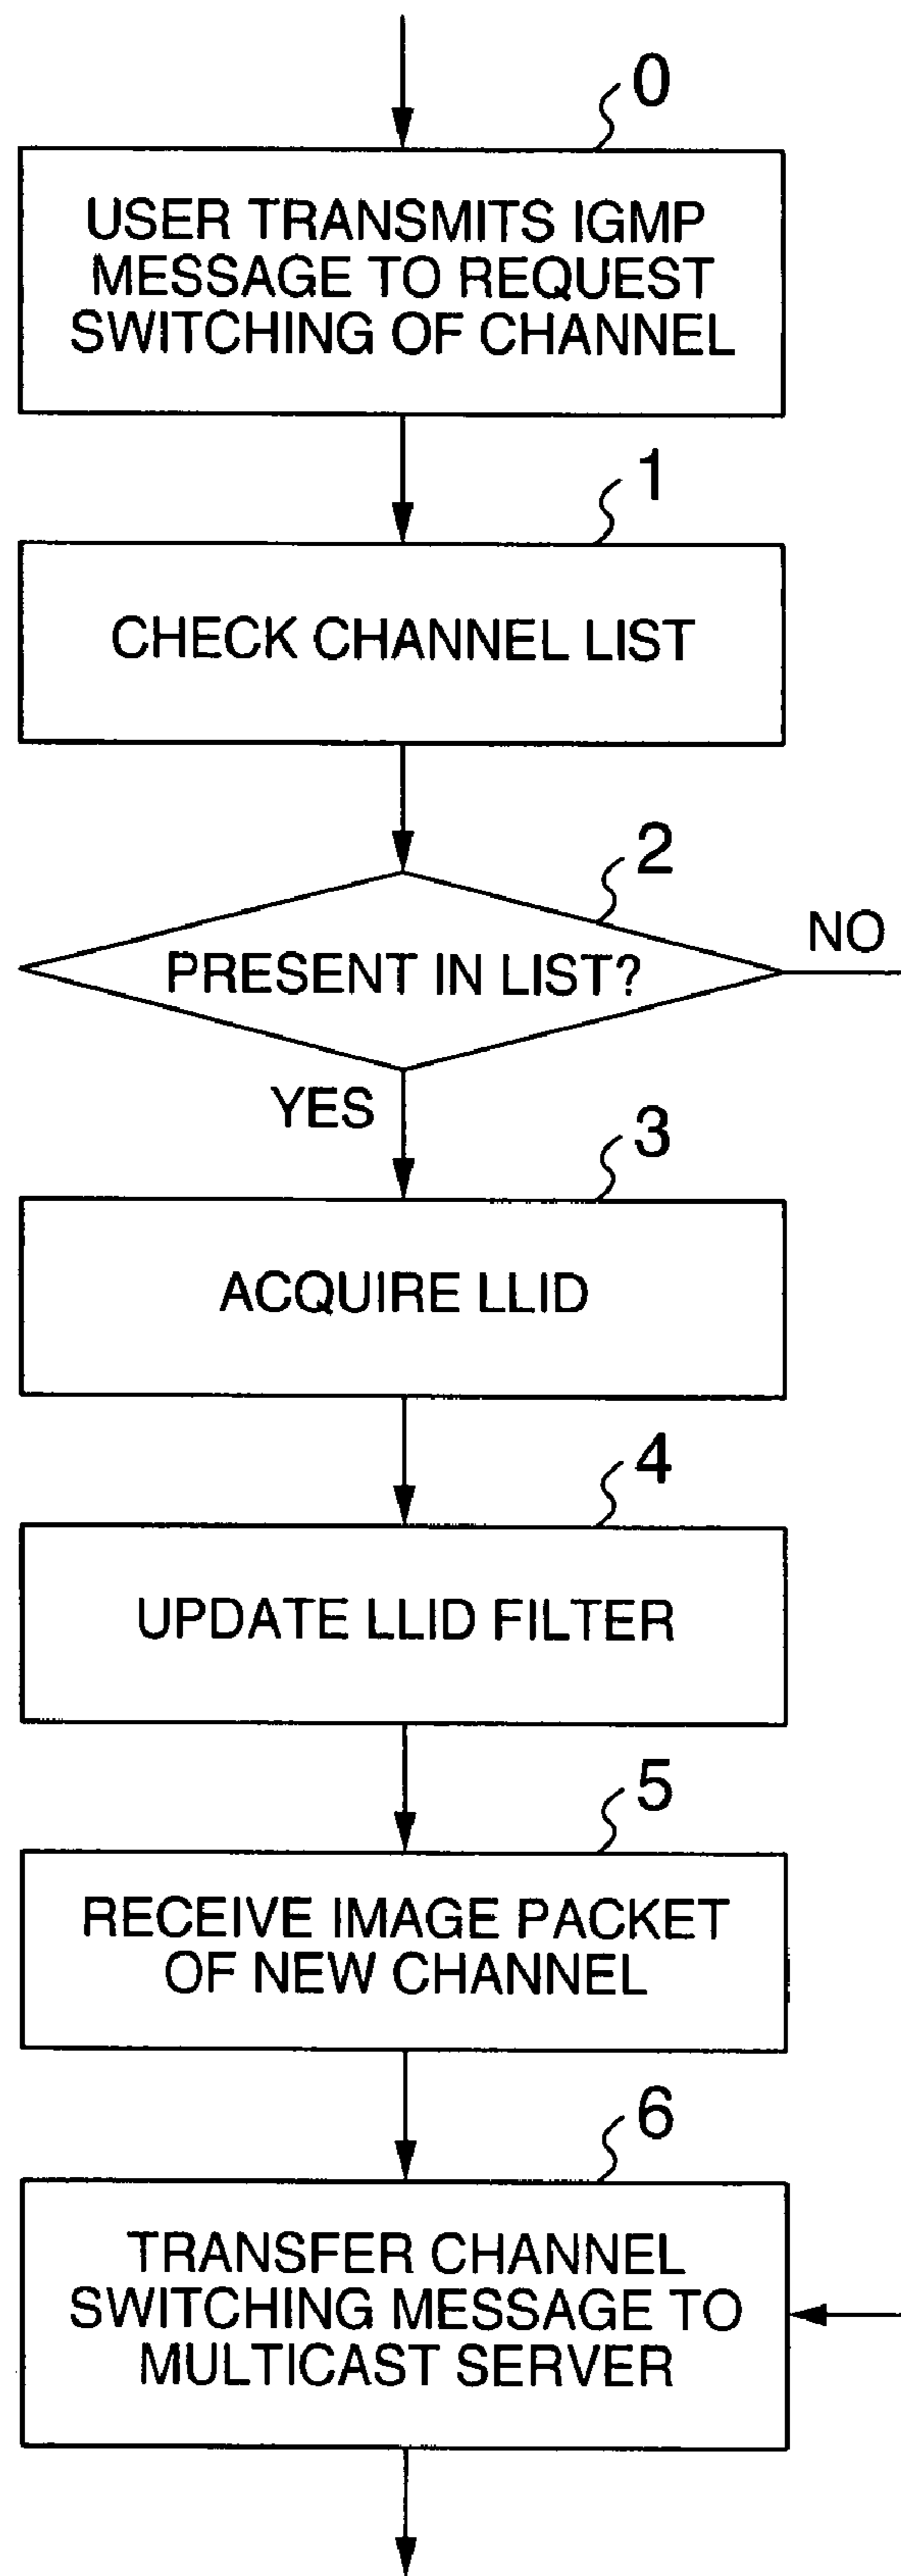 0
USER TRANSMITS IGMP
MESSAGE TO REQUEST
SWITCHING OF CHANNEL
1
CHECK CHANNEL LIST
2
PRESENT IN LIST?
NO
YES
3
ACQUIRE LLID
4
UPDATE LLID FILTER
5
RECEIVE IMAGE PACKET
OF NEW CHANNEL
6
TRANSFER CHANNEL
SWITCHING MESSAGE TO
MULTICAST SERVER